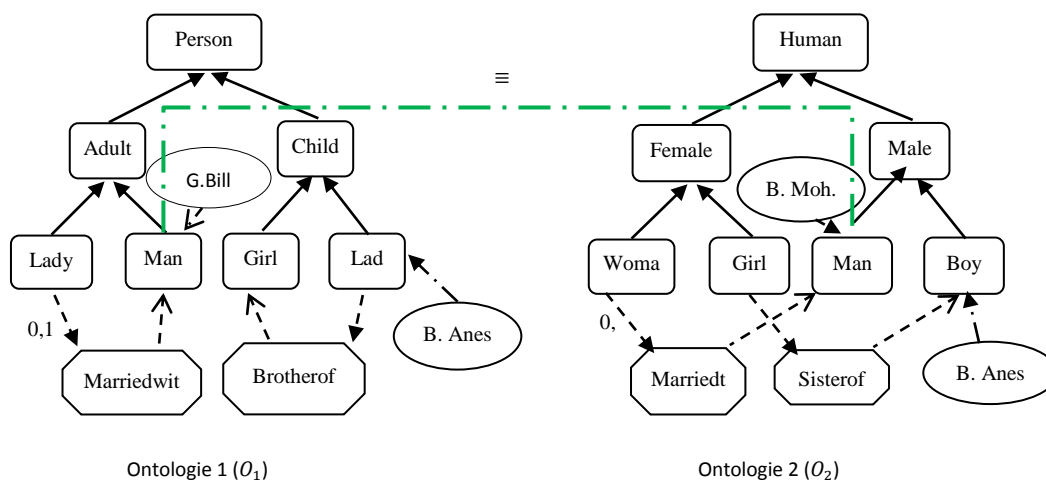 Person
Human
≡
Adult
Child
Female
Male
G.Bill
B. Moh.
Lady
Man
Girl
Lad
Woma
Girl
Man
Boy
0,1
B. Anes
0,
Marriedwit
Brotherof
Marriedt
Sisterof
B. Anes
Ontologie 1 (O₁)
Ontologie 2 (O₂)